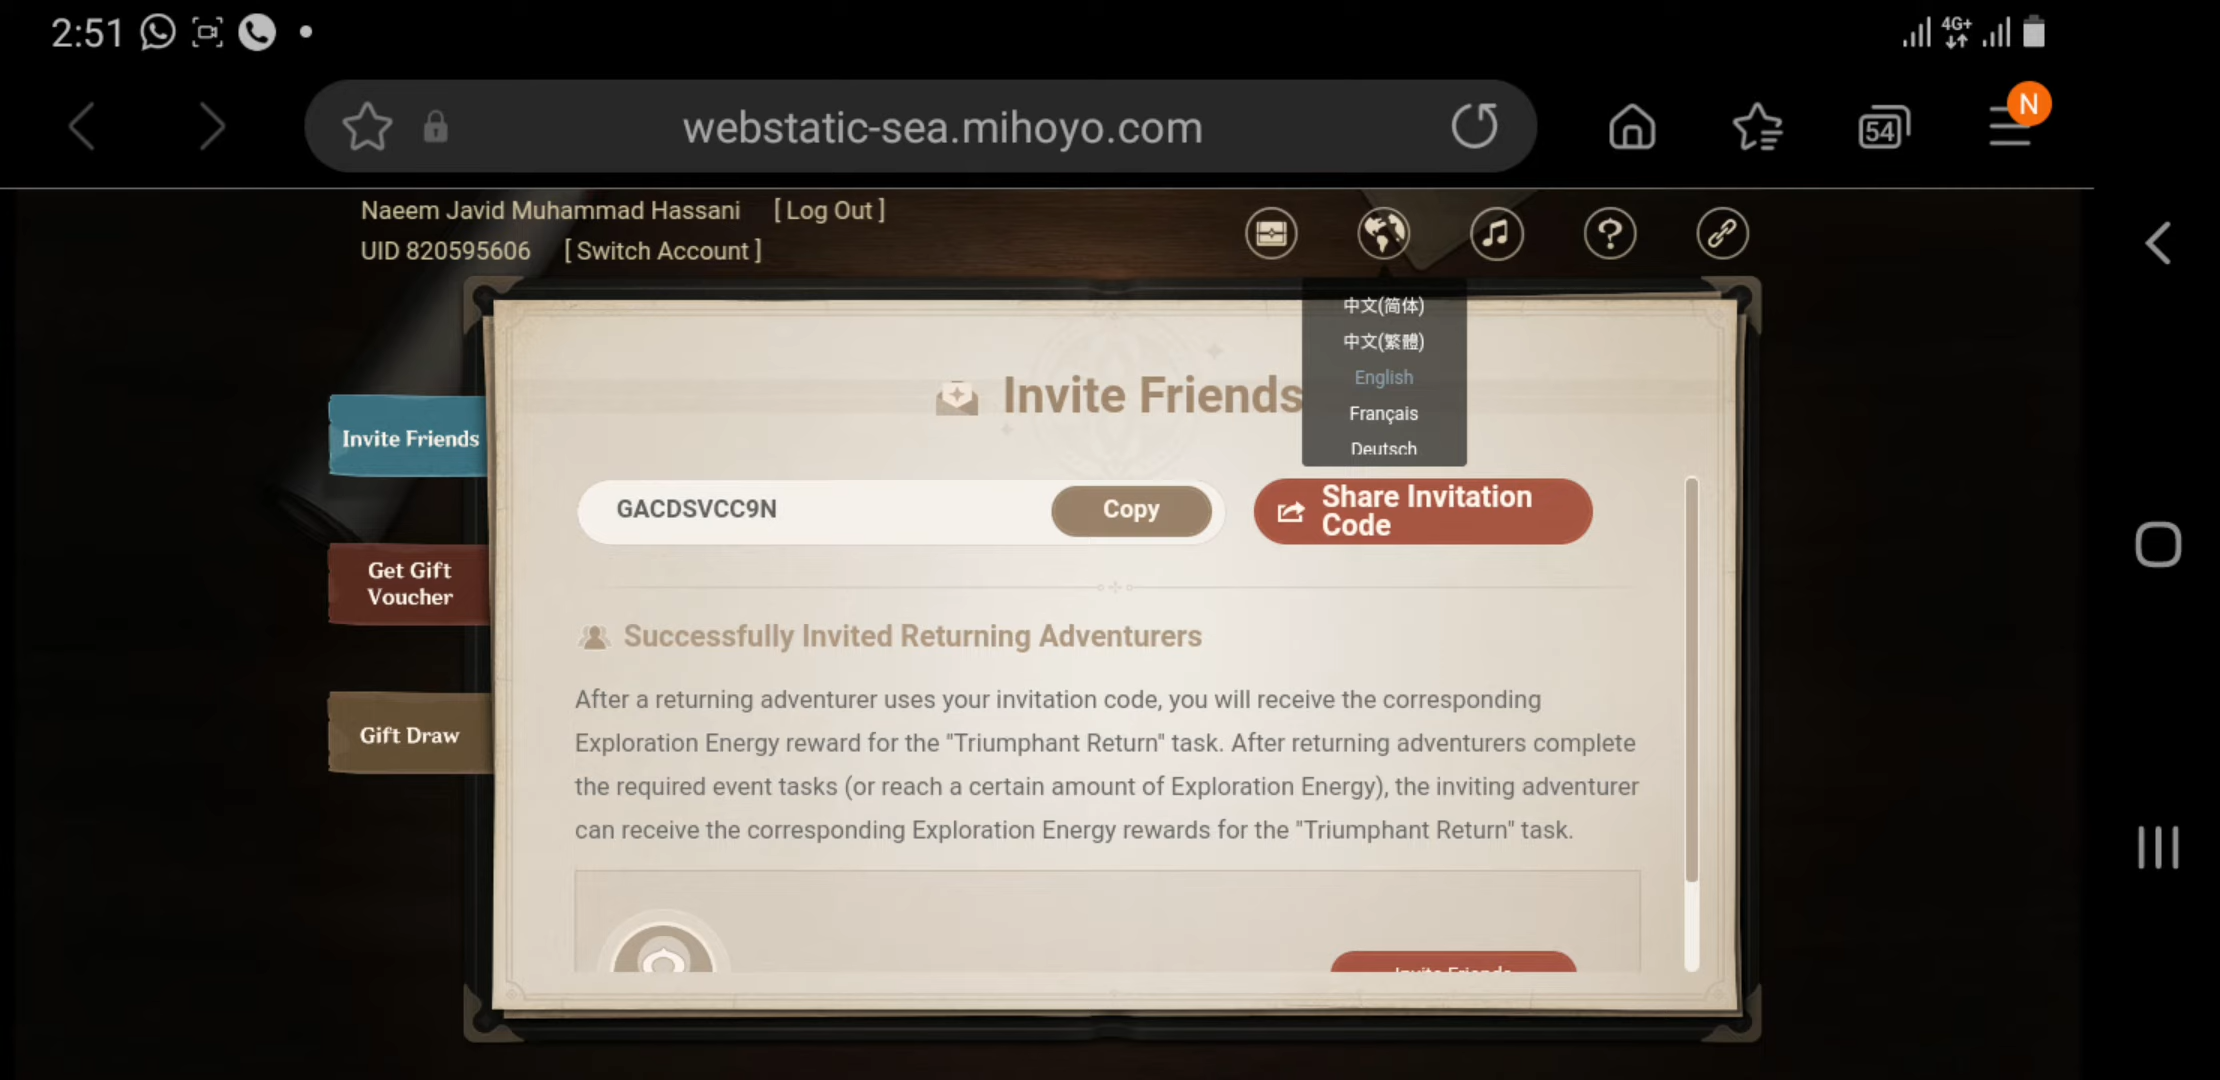 2:51
4G+
webstatic-sea.mihoyo.com
54
N
Naeem Javid Muhammad Hassani [ Log Out ]
UID 820595606 [ Switch Account ]
中文(简体)
中文(繁體)
English
Français
Deutsch
Invite Friends
Invite Friends
GACDSVCC9N
Copy
Share Invitation
Code
Get Gift
Voucher
Successfully Invited Returning Adventurers
After a returning adventurer uses your invitation code, you will receive the corresponding
Exploration Energy reward for the "Triumphant Return" task. After returning adventurers complete
the required event tasks (or reach a certain amount of Exploration Energy), the inviting adventurer
can receive the corresponding Exploration Energy rewards for the "Triumphant Return" task.
Gift Draw
Invite Friends